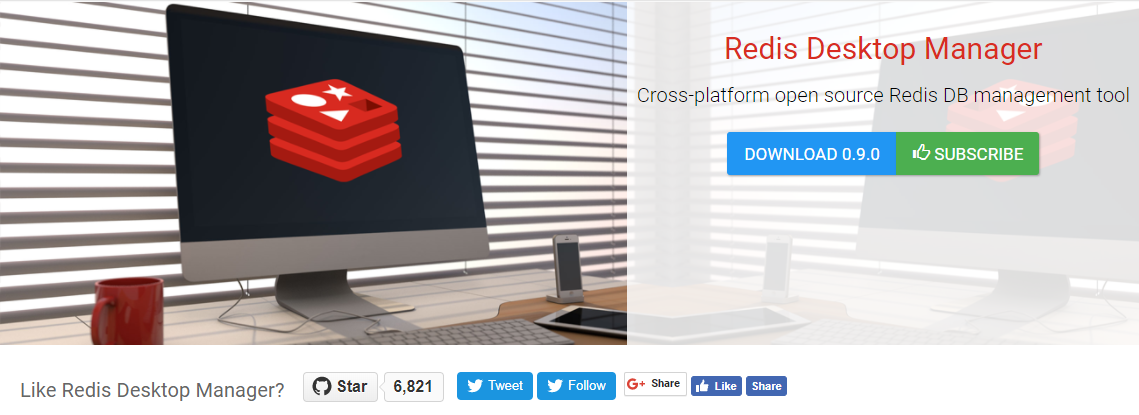 Redis Desktop Manager
Cross-platform open source Redis DB management tool
DOWNLOAD 0.9.0 SUBSCRIBE
Like Redis Desktop Manager? Star 6,821 Tweet Follow G+ Share Like Share